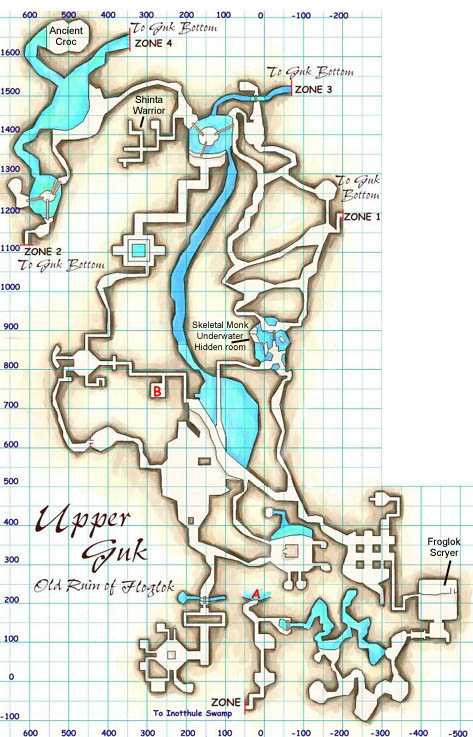 600 500 400 300 200 100 0 -100 -200
1600
1500
1400
1300
1200
1100
1000
900
800
700
600
500
400
300
200
100
0
-100
Ancient
Croc
To Guk Bottom
ZONE 4
To Guk Bottom
ZONE 3
Shinta
Warrior
To Guk
Bottom
ZONE 1
ZONE 2
To Guk Bottom
Skeletal Monk
Underwater
Hidden room
B
Upper
Guk
Old Ruin of Floglok
Froglok
Scryer
A
ZONE
To Inotthule Swamp
600 500 400 300 200 100 0 -100 -200 -300 -400 -500